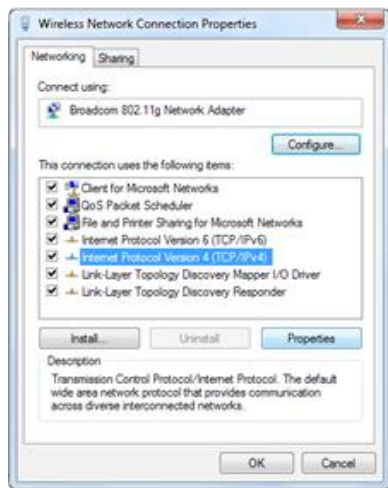 Wireless Network Connection Properties
Networking
Sharing
Connect using:
Broadcom 802.11g Network Adapter
Configure...
This connection uses the following items:
Client for Microsoft Networks
QoS Packet Scheduler
File and Printer Sharing for Microsoft Networks
Internet Protocol Version 6 (TCP/IPv6)
Internet Protocol Version 4 (TCP/IPv4)
Link-Layer Topology Discovery Mapper I/O Driver
Link-Layer Topology Discovery Responder
Install...
Uninstall
Properties
Description
Transmission Control Protocol/Internet Protocol. The default
wide area network protocol that provides communication
across diverse interconnected networks.
OK
Cancel